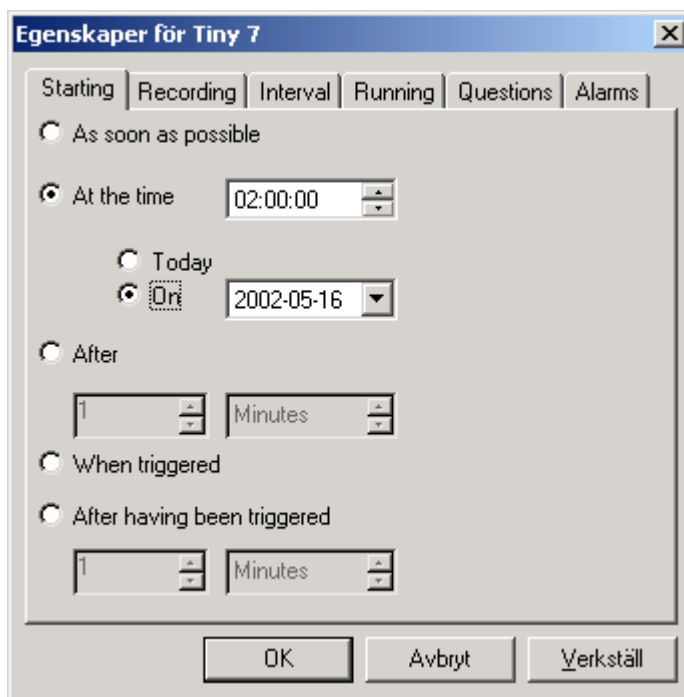 Egenskaper för Tiny 7
Starting Recording Interval Running Questions Alarms
As soon as possible
At the time 02:00:00
Today
On 2002-05-16
After
1 Minutes
When triggered
After having been triggered
1 Minutes
OK Avbryt Verkställ